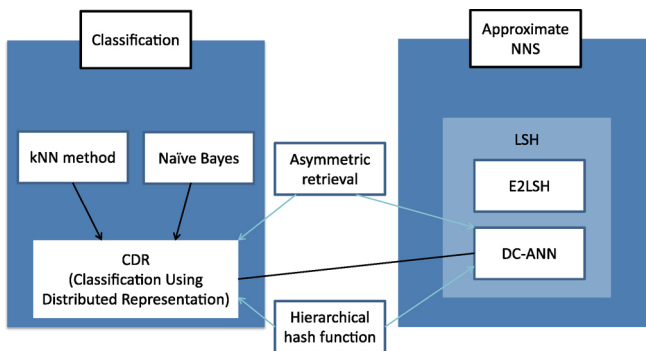 Classification
Approximate
NNS
kNN method
Naïve Bayes
Asymmetric
retrieval
LSH
E2LSH
CDR
(Classification Using
Distributed Representation)
DC-ANN
Hierarchical
hash function